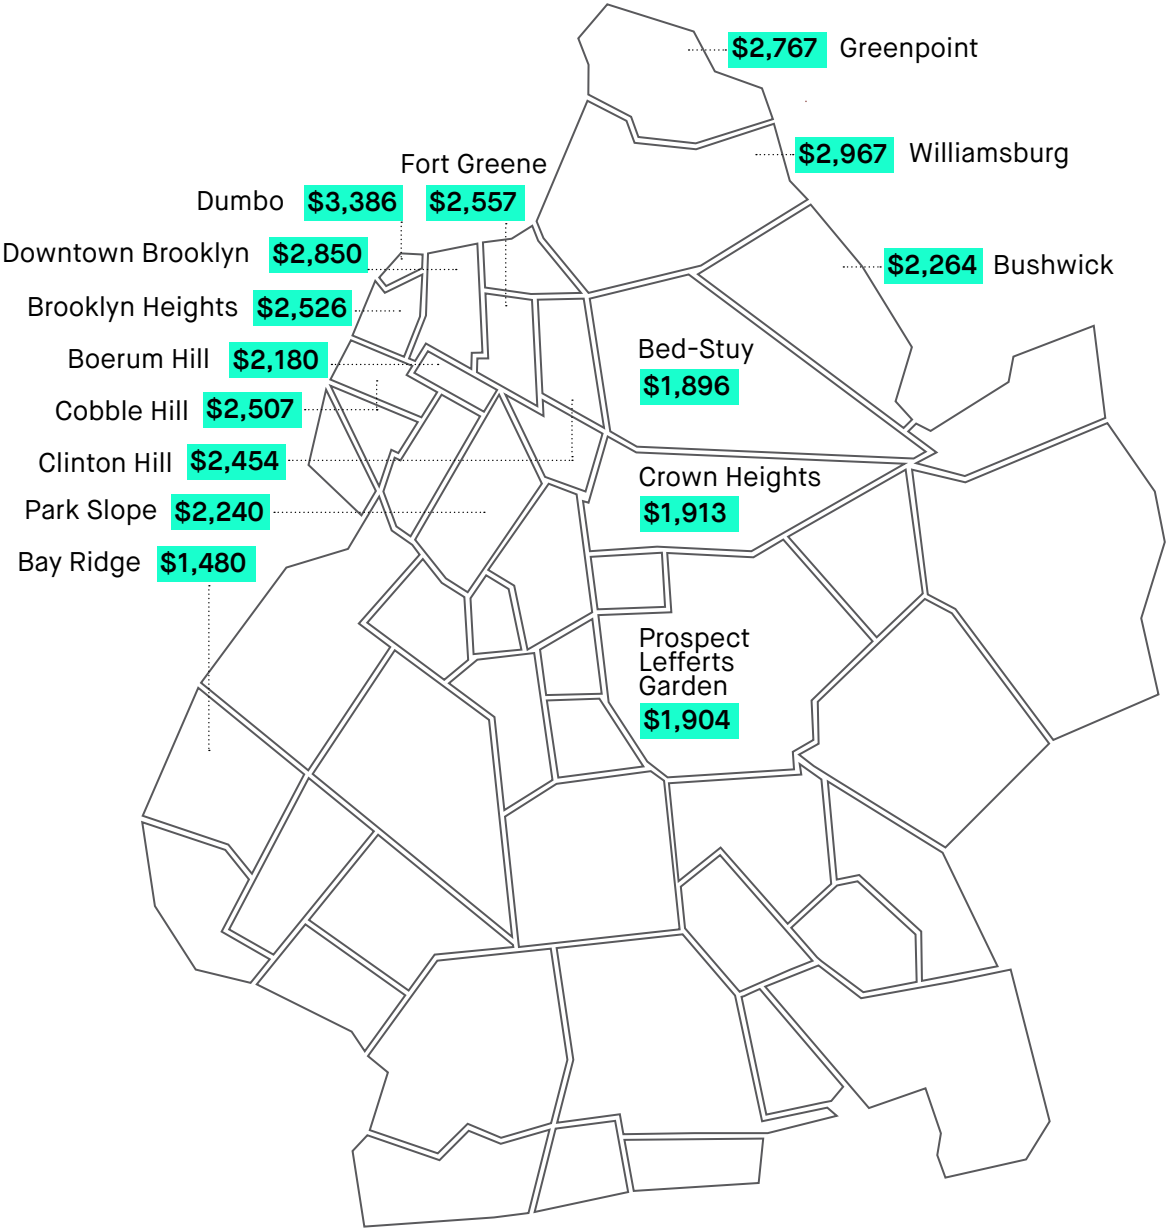 $2,767 Greenpoint
$2,967 Williamsburg
Fort Greene
$2,557
Dumbo $3,386
Downtown Brooklyn $2,850
$2,264 Bushwick
Brooklyn Heights $2,526
Boerum Hill $2,180
Bed-Stuy
$1,896
Cobble Hill $2,507
Clinton Hill $2,454
Crown Heights
$1,913
Park Slope $2,240
Bay Ridge $1,480
Prospect
Lefferts
Garden
$1,904